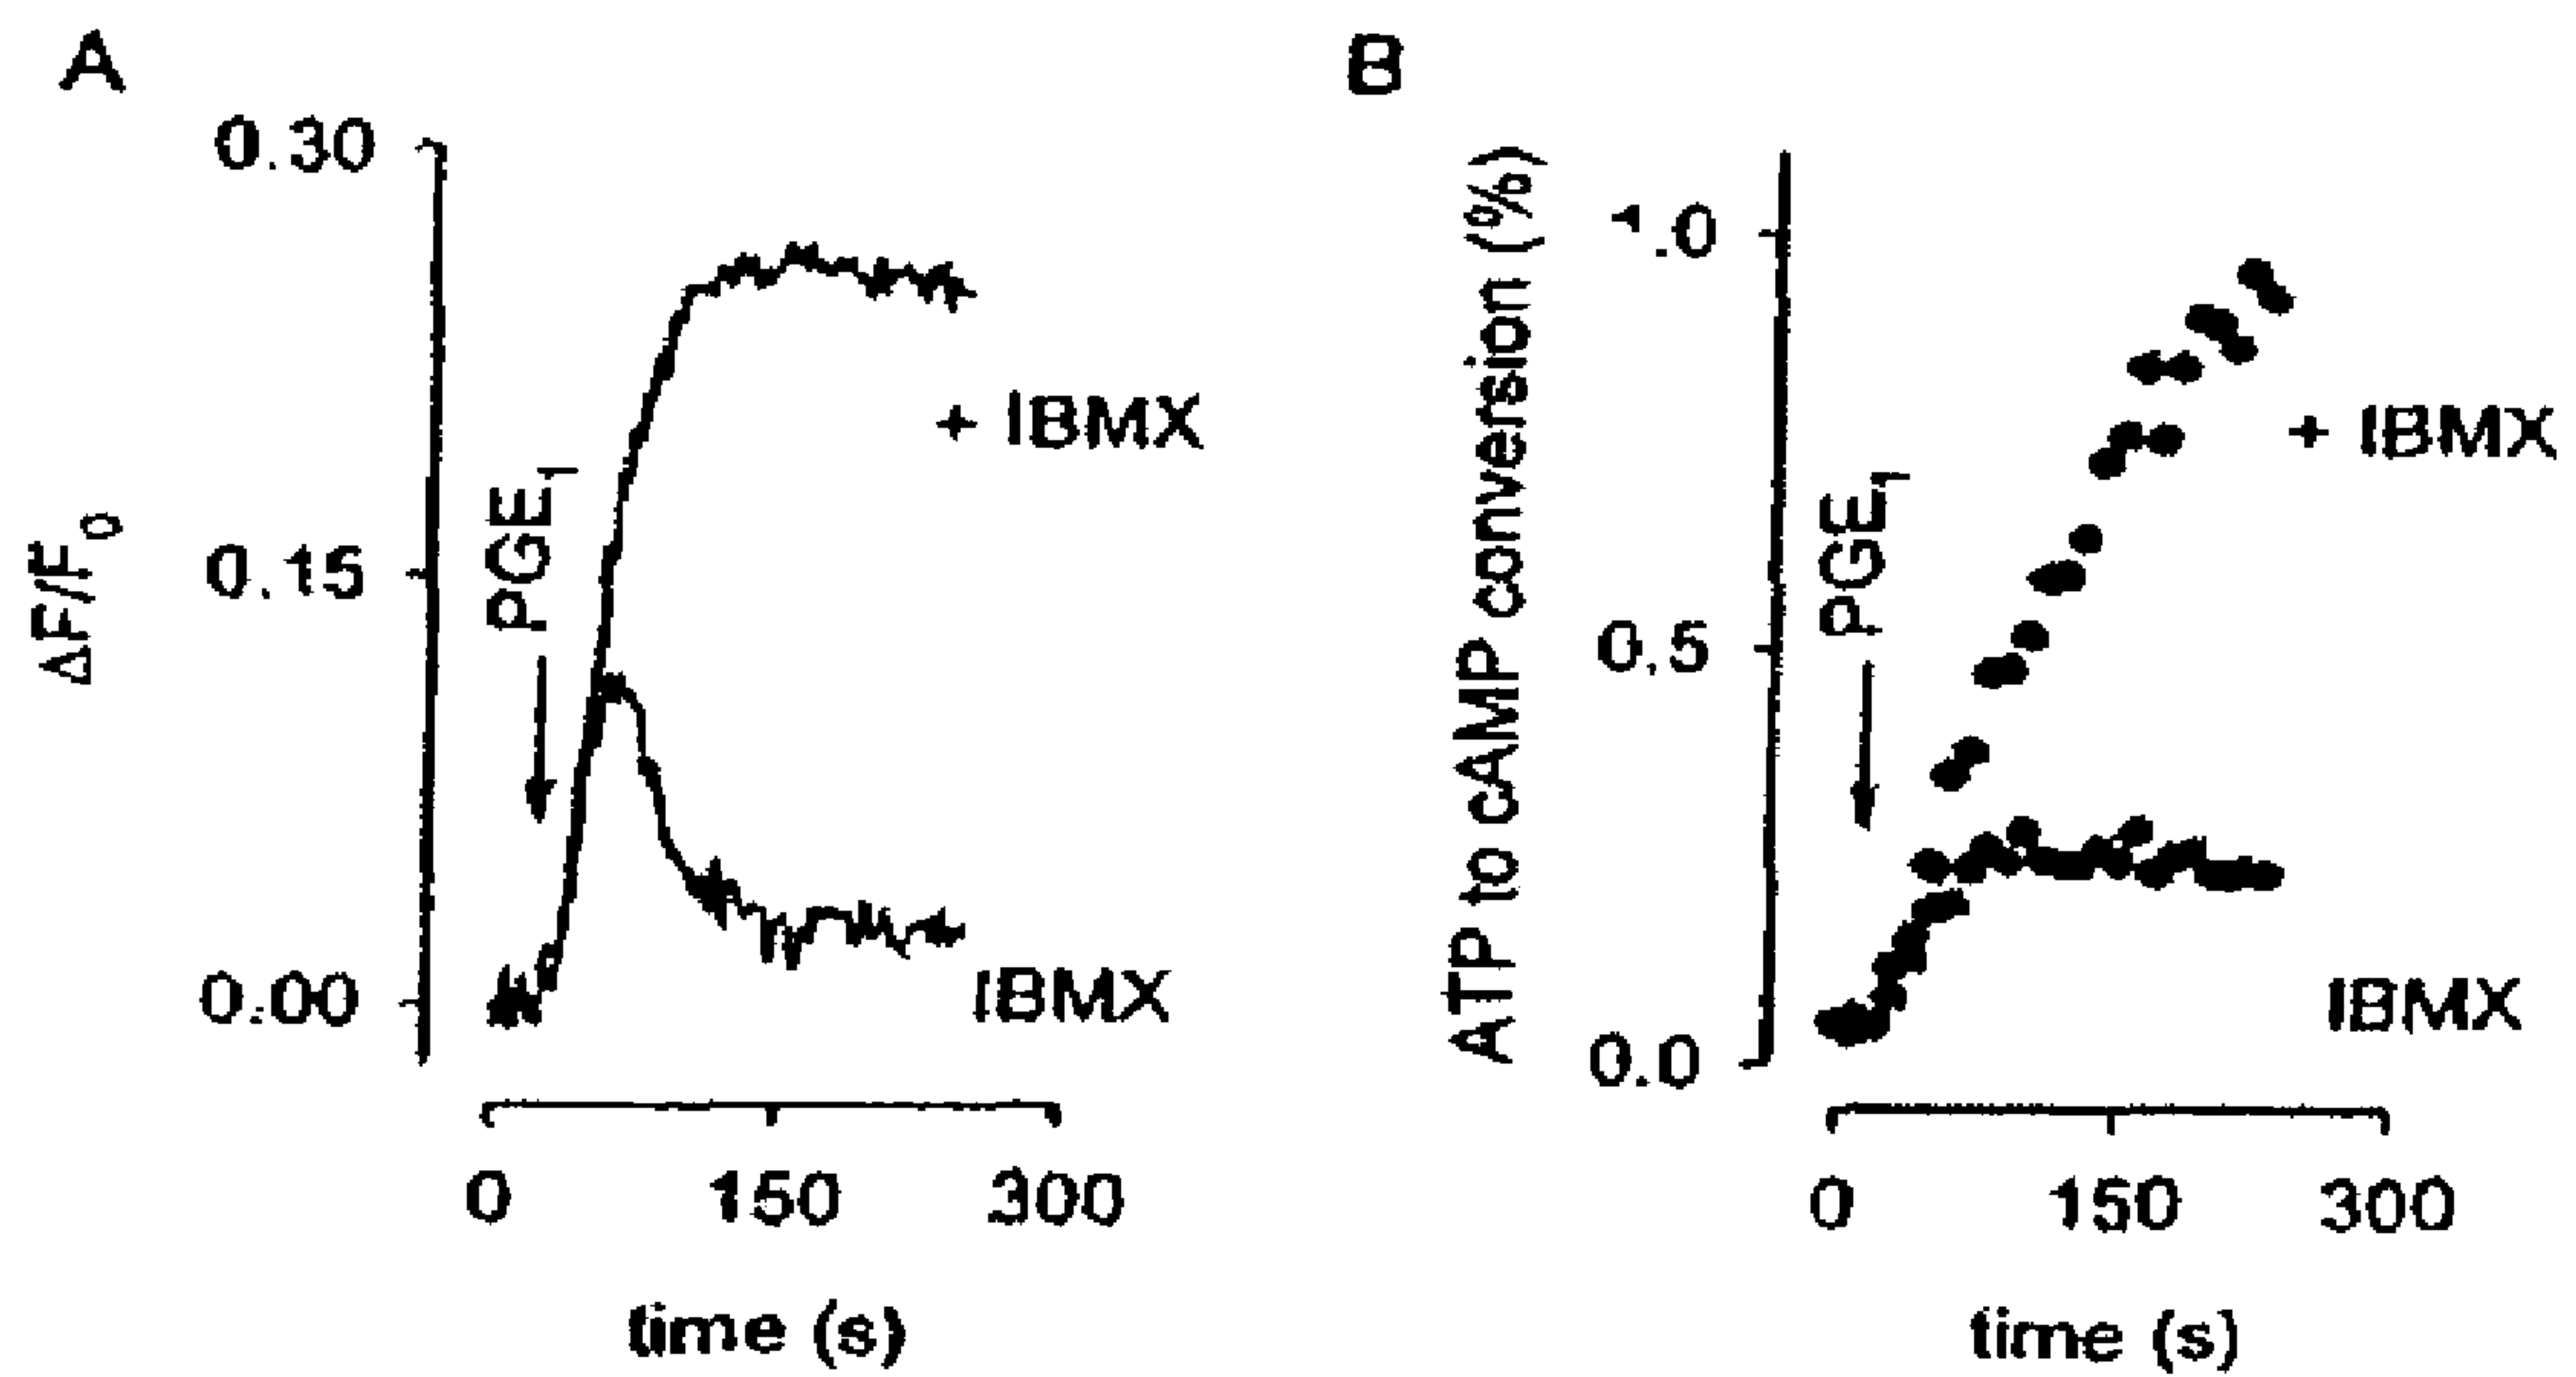 A
0.30
0.15
0.00
ΔF/F₀
PGE₁
+ IBMX
IBMX
0 150 300
time (s)
B
1.0
0.5
0.0
ATP to cAMP conversion (%)
PGE₁
+ IBMX
IBMX
0 150 300
time (s)